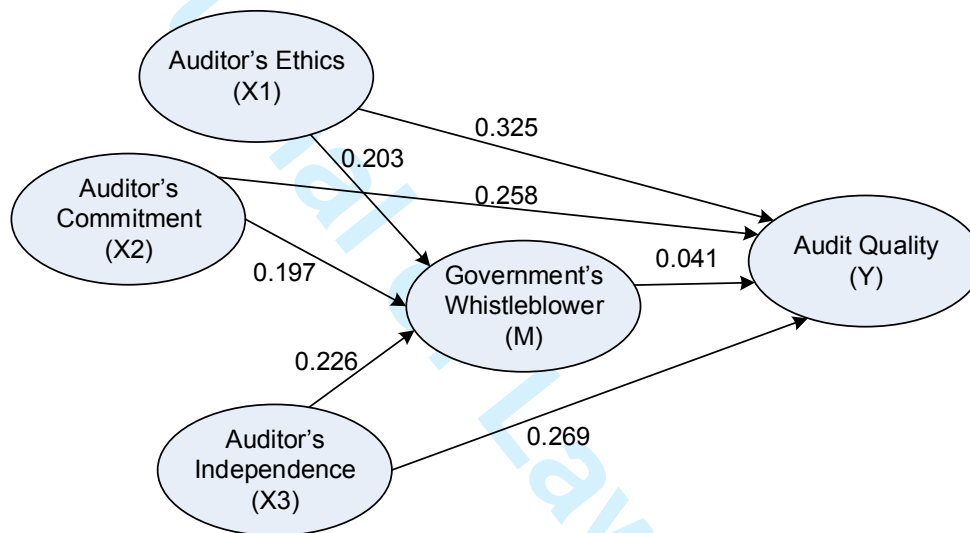 Auditor's Ethics
(X1)
0.325
0.203
Auditor's
Commitment
(X2)
0.258
0.197
Government's
Whistleblower
(M)
0.041
Audit Quality
(Y)
0.226
Auditor's
Independence
(X3)
0.269
Law